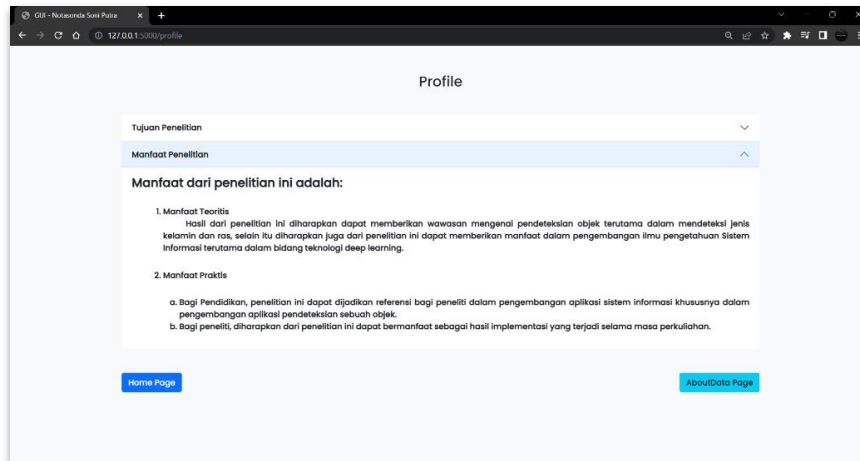 GUI - Notasunda Soni Putra
127.0.0.1:5000/profile
Profile
Tujuan Penelitian
Manfaat Penelitian
Manfaat dari penelitian ini adalah:
1. Manfaat Teoritis
Hasil dari penelitian ini diharapkan dapat memberikan wawasan mengenai pendeteksian objek terutama dalam mendeteksi jenis
kelamin dan ras, selain itu diharapkan juga dari penelitian ini dapat memberikan manfaat dalam pengembangan ilmu pengetahuan Sistem
Informasi terutama dalam bidang teknologi deep learning.
2. Manfaat Praktis
a. Bagi Pendidikan, penelitian ini dapat dijadikan referensi bagi peneliti dalam pengembangan aplikasi sistem informasi khususnya dalam
pengembangan aplikasi pendeteksian sebuah objek.
b. Bagi peneliti, diharapkan dari penelitian ini dapat bermanfaat sebagai hasil implementasi yang terjadi selama masa perkuliahan.
Home Page
AboutData Page